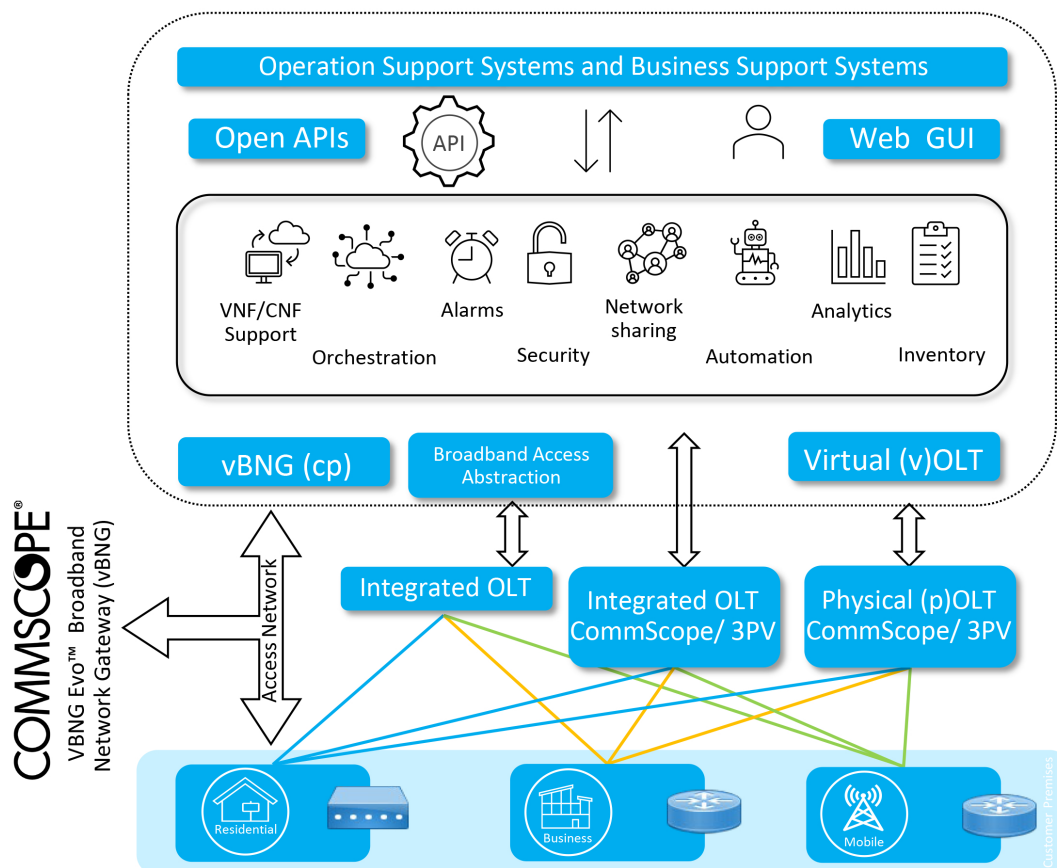 Operation Support Systems and Business Support Systems
Open APIs
API
Web GUI
VNF/CNF
Support
Orchestration
Alarms
Security
Network
sharing
Automation
Analytics
Inventory
vBNG (cp)
Broadband Access
Abstraction
Virtual (v)OLT
COMMSCOPE®
VBNG Evo™ Broadband
Network Gateway (vBNG)
Access Network
Integrated OLT
Integrated OLT
CommScope/ 3PV
Physical (p)OLT
CommScope/ 3PV
Residential
Business
Mobile
ustomer Premises